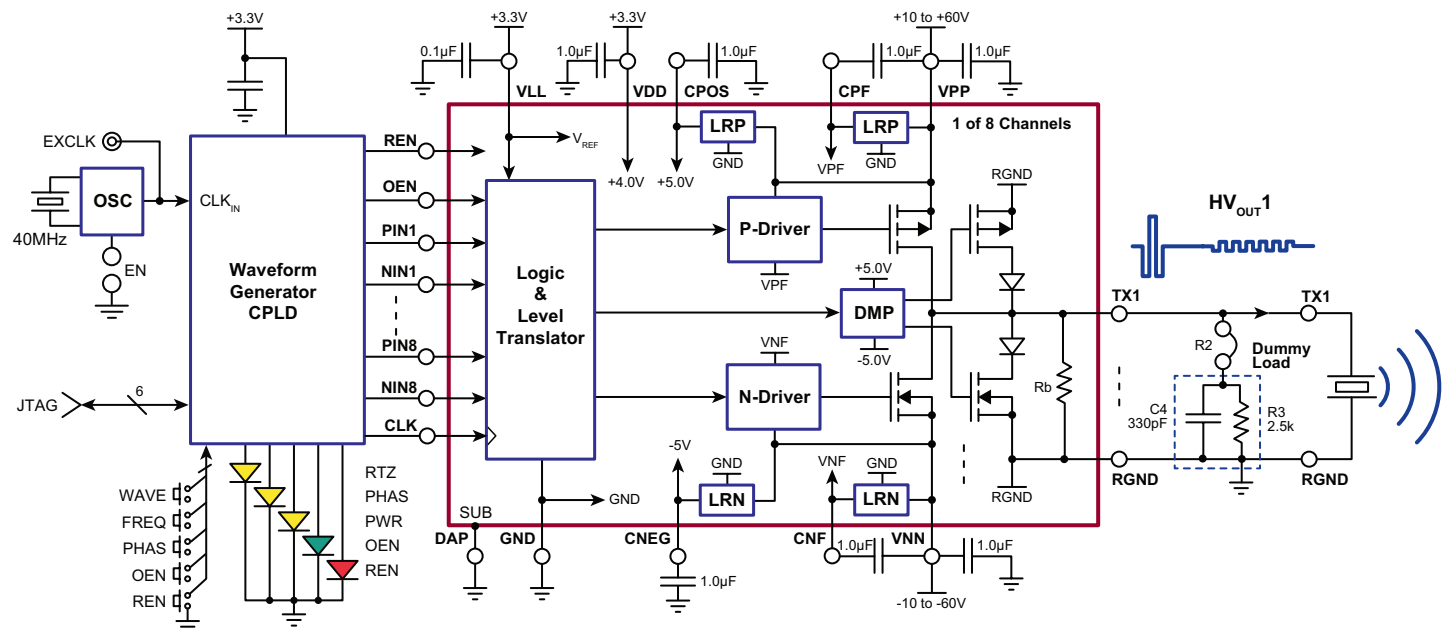 +3.3V
+3.3V
+3.3V
+10 to +60V
0.1µF
1.0µF
1.0µF
1.0µF
1.0µF
VLL
VDD
CPOS
CPF
VPP
1 of 8 Channels
LRP
LRP
GND
GND
VREF
+4.0V
+5.0V
VPF
EXCLK
OSC
40MHz
EN
CLKIN
Waveform
Generator
CPLD
REN
OEN
PIN1
NIN1
PIN8
NIN8
CLK
Logic
&
Level
Translator
P-Driver
VPF
+5.0V
DMP
-5.0V
VNF
N-Driver
RGND
RGND
Rb
HVOUT1
TX1
TX1
R2
Dummy
Load
C4
330pF
R3
2.5k
RGND
RGND
JTAG
6
WAVE
FREQ
PHAS
OEN
REN
RTZ
PHAS
PWR
OEN
REN
-5V
GND
LRN
VNF
GND
LRN
GND
SUB
DAP
GND
CNEG
CNF
VNN
1.0µF
1.0µF
1.0µF
-10 to -60V